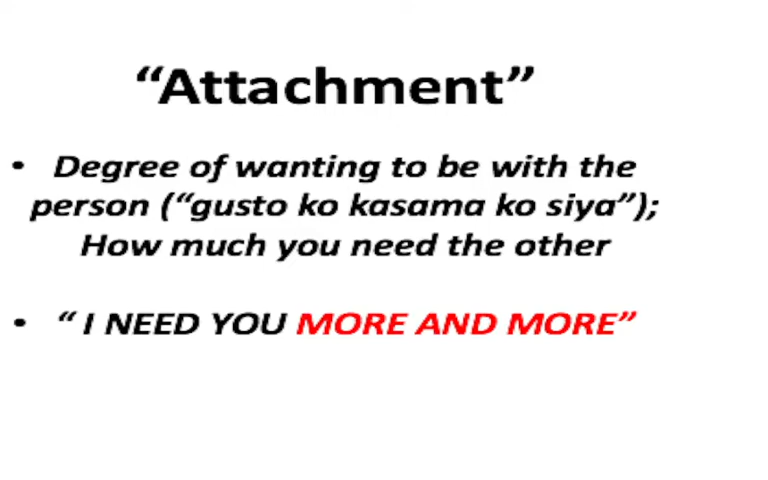 “Attachment”
• Degree of wanting to be with the
person (“gusto ko kasama ko siya”);
How much you need the other
• “ I NEED YOU MORE AND MORE”